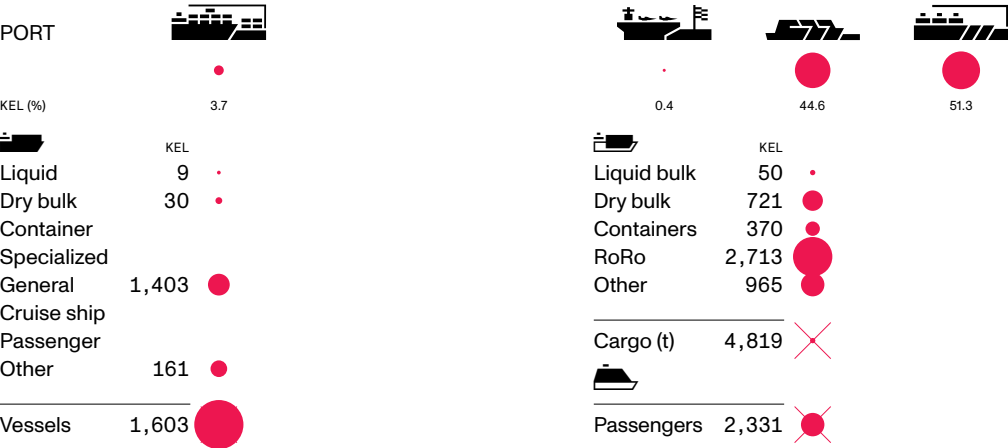 PORT
KEL (%) 3.7 0.4 44.6 51.3
KEL
Liquid 9
Dry bulk 30
Container
Specialized
General 1,403
Cruise ship
Passenger
Other 161
Vessels 1,603
KEL
Liquid bulk 50
Dry bulk 721
Containers 370
RoRo 2,713
Other 965
Cargo (t) 4,819
Passengers 2,331